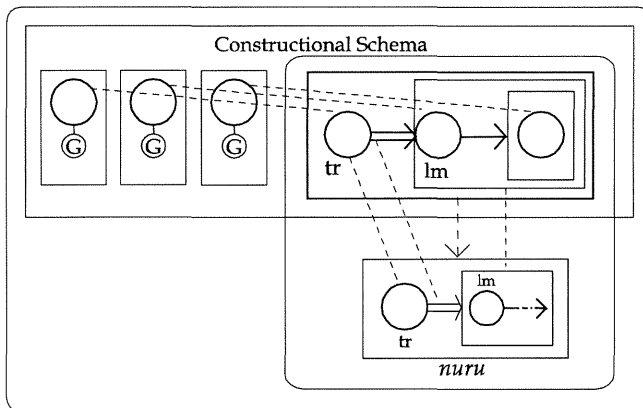 Constructional Schema
G G G
tr lm
lm
tr
nuru